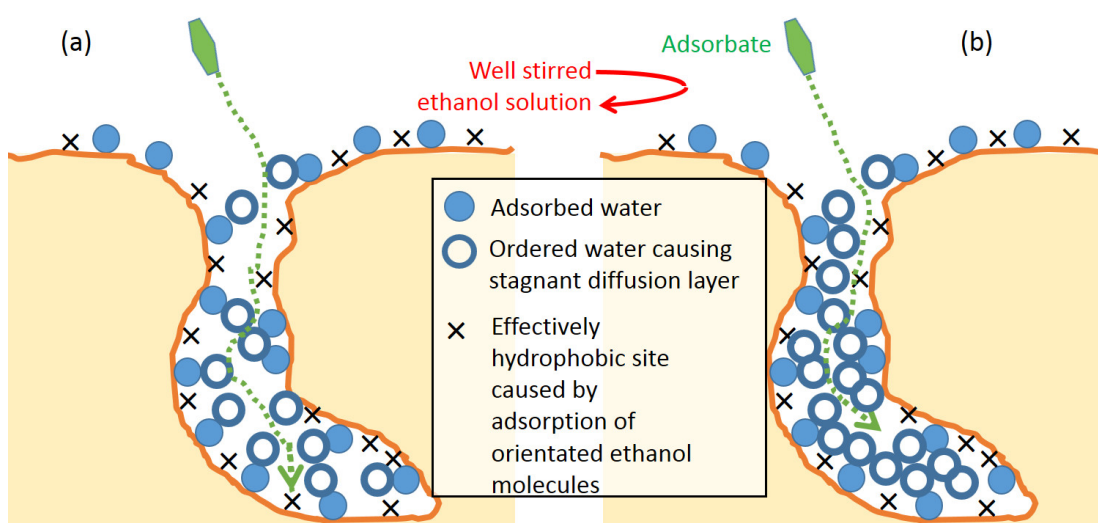 (a)
Adsorbate
(b)
Well stirred
ethanol solution
Adsorbed water
Ordered water causing
stagnant diffusion layer
Effectively
hydrophobic site
caused by
adsorption of
orientated ethanol
molecules